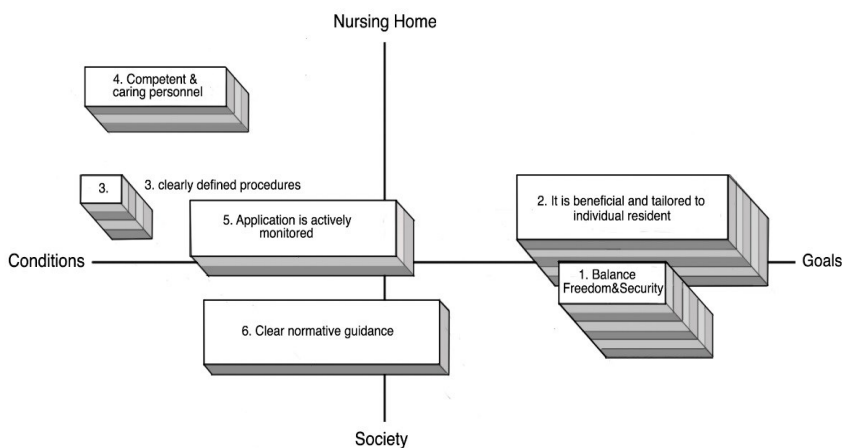 Nursing Home
4. Competent &
caring personnel
3.
3. clearly defined procedures
2. It is beneficial and tailored to
individual resident
5. Application is actively
monitored
Conditions
Goals
1. Balance
Freedom&Security
6. Clear normative guidance
Society